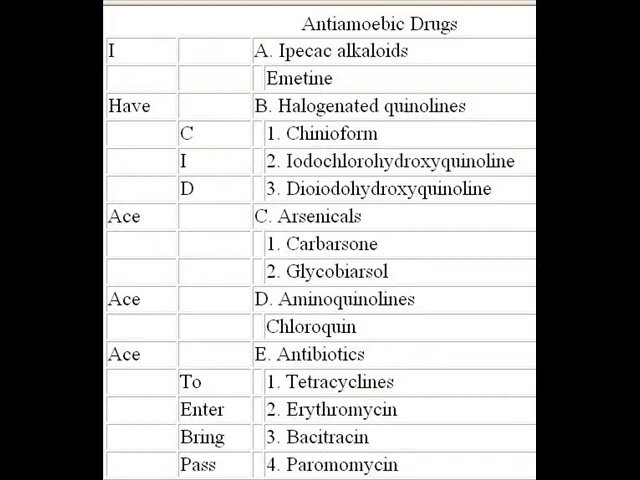 Antiamoebic Drugs
I A. Ipecac alkaloids
Emetine
Have B. Halogenated quinolines
C 1. Chinioform
I 2. Iodochlorohydroxyquinoline
D 3. Dioiodohydroxyquinoline
Ace C. Arsenicals
1. Carbarsone
2. Glycobiarsol
Ace D. Aminoquinolines
Chloroquin
Ace E. Antibiotics
To 1. Tetracyclines
Enter 2. Erythromycin
Bring 3. Bacitracin
Pass 4. Paromomycin